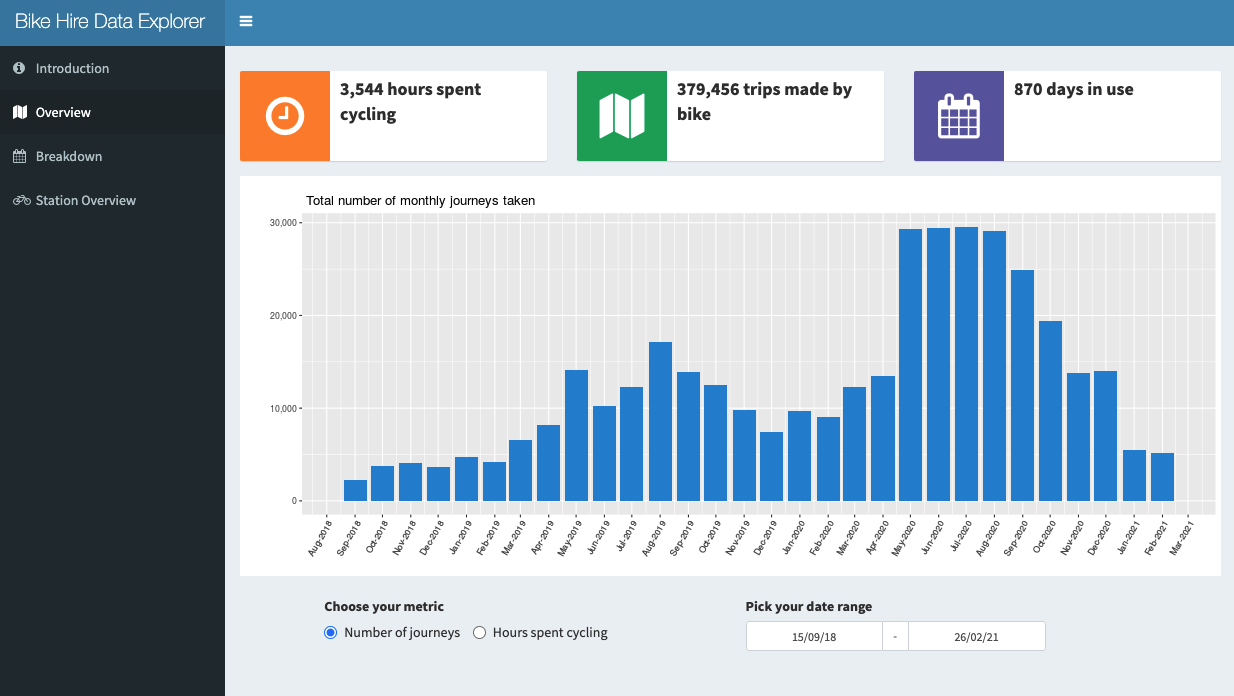 Bike Hire Data Explorer
Introduction
Overview
Breakdown
Station Overview
3,544 hours spent
cycling
379,456 trips made by
bike
870 days in use
Total number of monthly journeys taken
30,000
20,000
10,000
0
Aug-2018
Sep-2018
Oct-2018
Nov-2018
Dec-2018
Jan-2019
Feb-2019
Mar-2019
Apr-2019
May-2019
Jun-2019
Jul-2019
Aug-2019
Sep-2019
Oct-2019
Nov-2019
Dec-2019
Jan-2020
Feb-2020
Mar-2020
Apr-2020
May-2020
Jun-2020
Jul-2020
Aug-2020
Sep-2020
Oct-2020
Nov-2020
Dec-2020
Jan-2021
Feb-2021
Mar-2021
Choose your metric
Number of journeys Hours spent cycling
Pick your date range
15/09/18 - 26/02/21